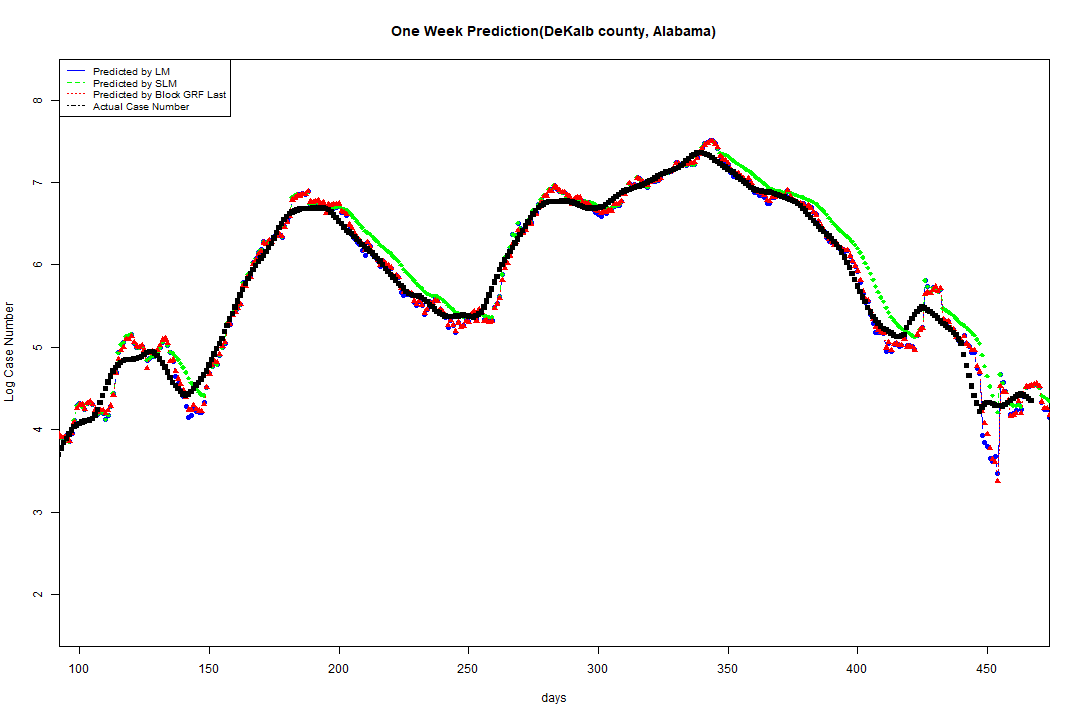 One Week Prediction(DeKalb county, Alabama)
Predicted by LM
Predicted by SLM
Predicted by Block GRF Last
Actual Case Number
8
7
6
5
4
3
2
Log Case Number
100 150 200 250 300 350 400 450
days